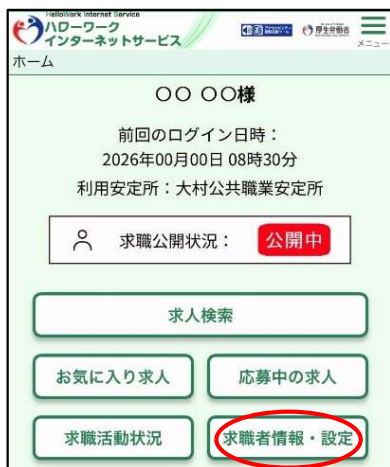 HelloWork Internet Service
ハローワーク
インターネットサービス
厚生労働省
メニュー
ホーム
○○ ○○様
前回のログイン日時:
2026年00月00日 08時30分
利用安定所:大村公共職業安定所
求職公開状況: 公開中
求人検索
お気に入り求人 応募中の求人
求職活動状況 求職者情報・設定